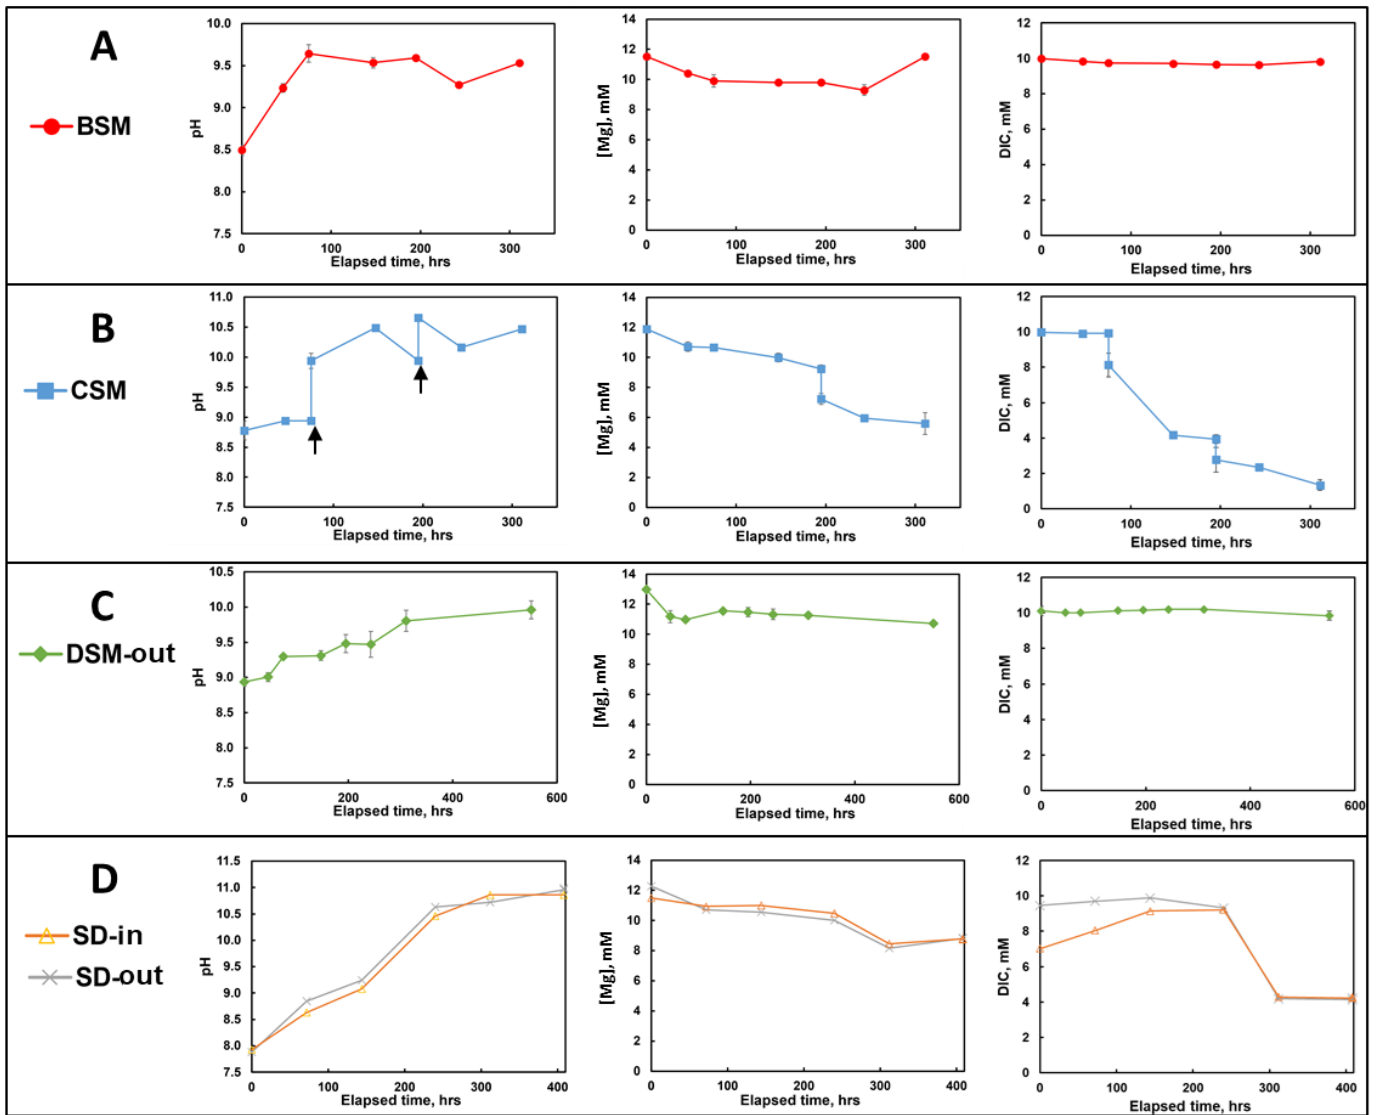 A
BSM
10.0
9.5
9.0
8.5
8.0
7.5
pH
0 100 200 300
Elapsed time, hrs
14
12
10
8
6
4
2
0
[Mg], mM
0 100 200 300
Elapsed time, hrs
12
10
8
6
4
2
0
DIC, mM
0 100 200 300
Elapsed time, hrs
B
CSM
11.0
10.5
10.0
9.5
9.0
8.5
8.0
7.5
pH
0 100 200 300
Elapsed time, hrs
14
12
10
8
6
4
2
0
[Mg], mM
0 100 200 300
Elapsed time, hrs
12
10
8
6
4
2
0
DIC, mM
0 100 200 300
Elapsed time, hrs
C
DSM-out
10.5
10.0
9.5
9.0
8.5
8.0
7.5
pH
0 200 400 600
Elapsed time, hrs
14
12
10
8
6
4
2
0
[Mg], mM
0 200 400 600
Elapsed time, hrs
12
10
8
6
4
2
0
DIC, mM
0 200 400 600
Elapsed time, hrs
D
SD-in
SD-out
11.5
11.0
10.5
10.0
9.5
9.0
8.5
8.0
7.5
pH
0 100 200 300 400
Elapsed time, hrs
14
12
10
8
6
4
2
0
[Mg], mM
0 100 200 300 400
Elapsed time, hrs
12
10
8
6
4
2
0
DIC, mM
0 100 200 300 400
Elapsed time, hrs